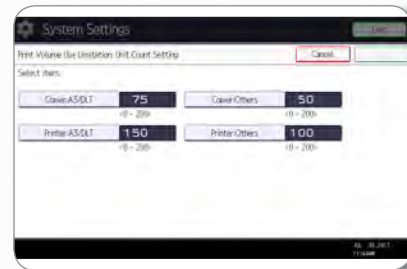 System Settings
Print Volume Use Limitation Unit Count Setting
Cancel
Select item.
Copier:A3/DLT 75 Copier:Others 50
<0 - 200> <0 - 200>
Printer:A3/DLT 150 Printer:Others 100
<0 - 200> <0 - 200>